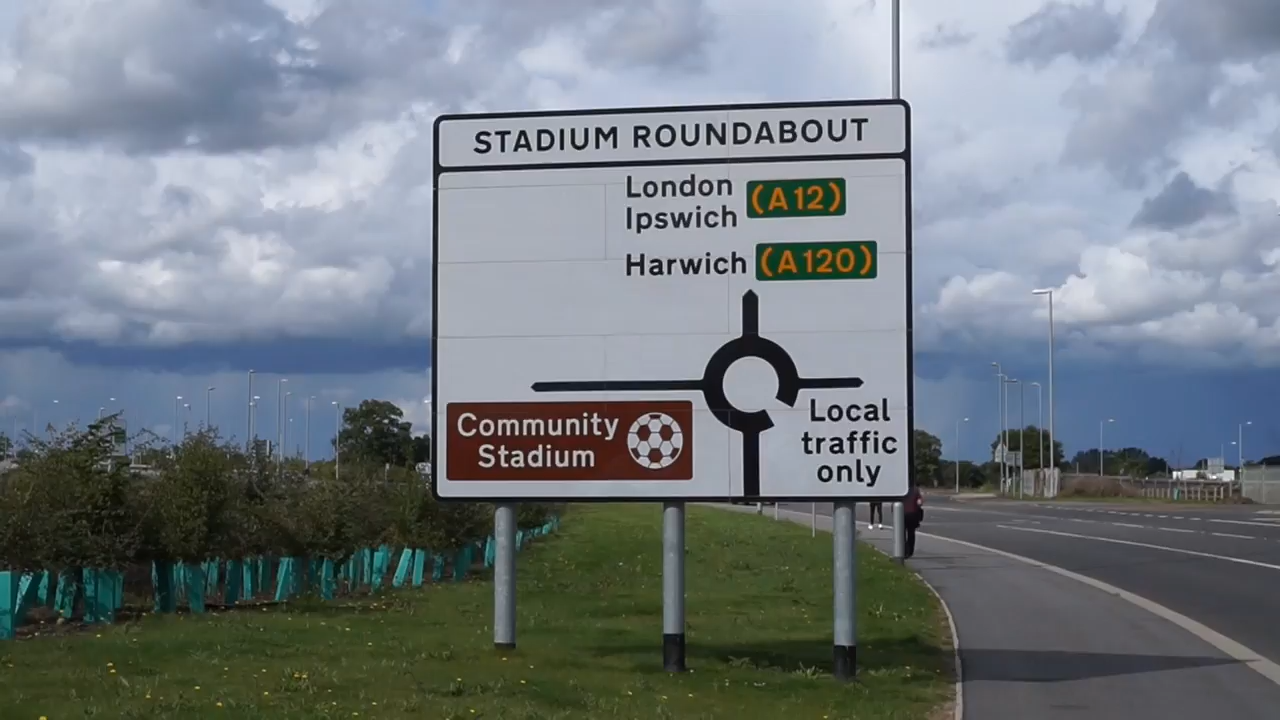 STADIUM ROUNDABOUT
London
Ipswich
(A12)
Harwich (A120)
Community
Stadium
Local
traffic
only